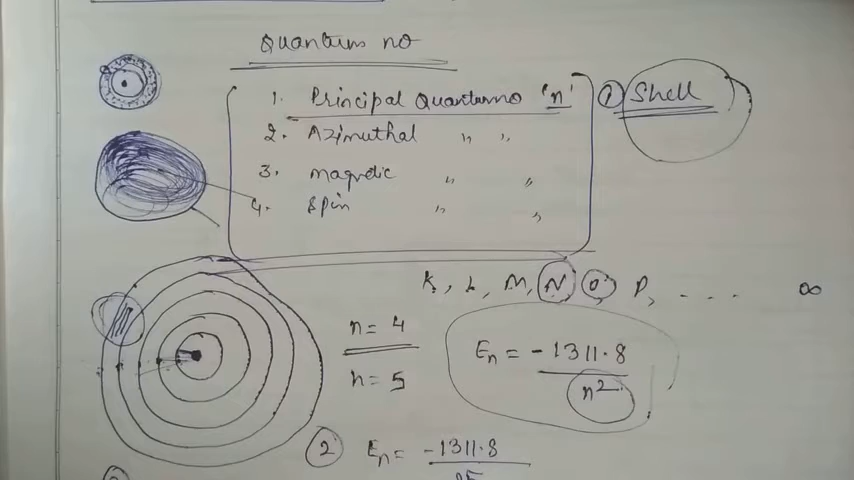 Quantum no
1. Principal Quantum no 'n' ① Shell
2. Azimuthal " "
3. Magnetic " "
4. Spin " "
K, L, M, N, O, P, - - - - ∞
n = 4
n = 5
En = -1311.8 / n²
② En = -1311.8 / 25